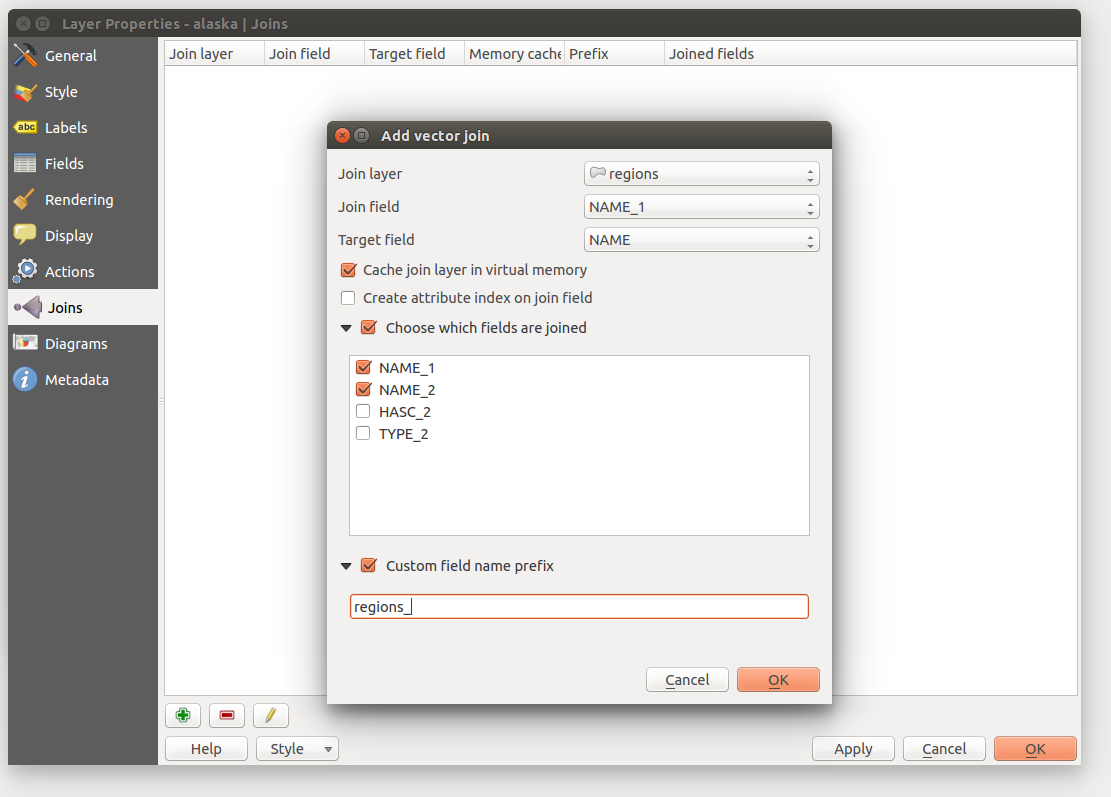 Layer Properties - alaska | Joins
General
Style
abc Labels
Fields
Rendering
Display
Actions
Joins
Diagrams
i Metadata
Join layer Join field Target field Memory cache Prefix Joined fields
Add vector join
Join layer regions
Join field NAME_1
Target field NAME
Cache join layer in virtual memory
Create attribute index on join field
Choose which fields are joined
NAME_1
NAME_2
HASC_2
TYPE_2
Custom field name prefix
regions_
Cancel OK
Help Style Apply Cancel OK